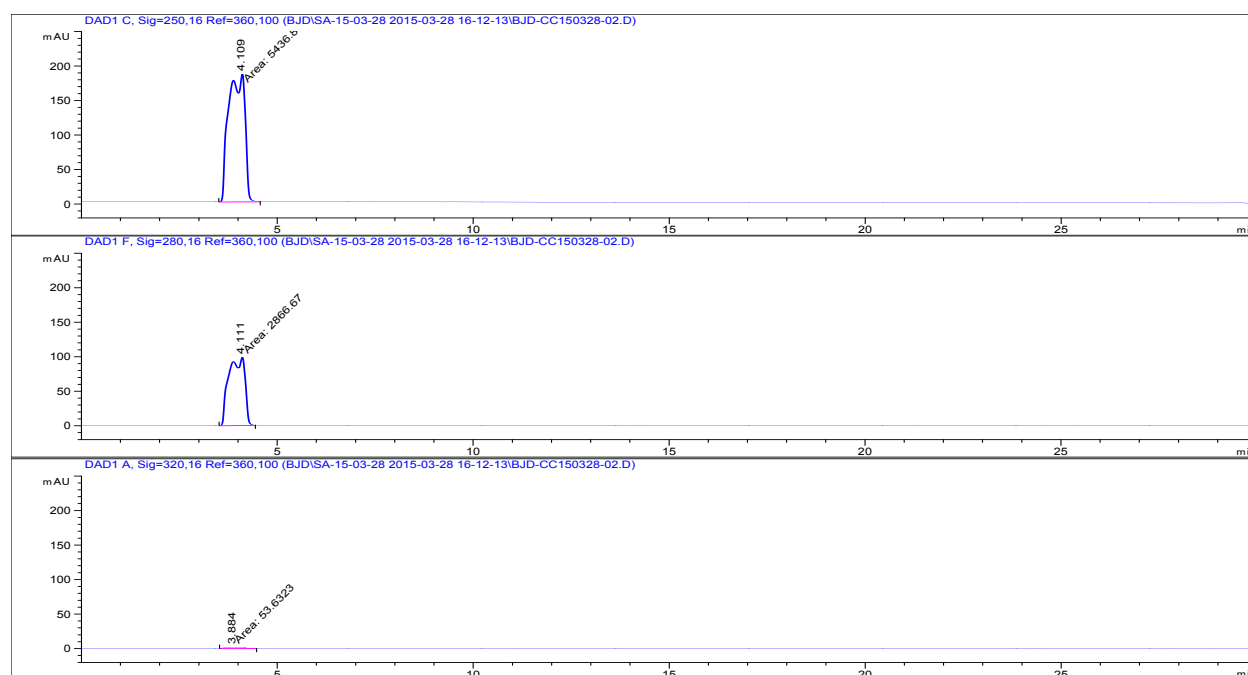 DAD1 C, Sig=250,16 Ref=360,100 (BJD\SA-15-03-28 2015-03-28 16-12-13\BJD-CC150328-02.D)
mAU
200
150
100
50
0
4.109
Area: 5436.8
5 10 15 20 25 mi
DAD1 F, Sig=280,16 Ref=360,100 (BJD\SA-15-03-28 2015-03-28 16-12-13\BJD-CC150328-02.D)
mAU
200
150
100
50
0
4.111
Area: 2866.67
5 10 15 20 25 mi
DAD1 A, Sig=320,16 Ref=360,100 (BJD\SA-15-03-28 2015-03-28 16-12-13\BJD-CC150328-02.D)
mAU
200
150
100
50
0
3.884
Area: 53.6323
5 10 15 20 25 mi